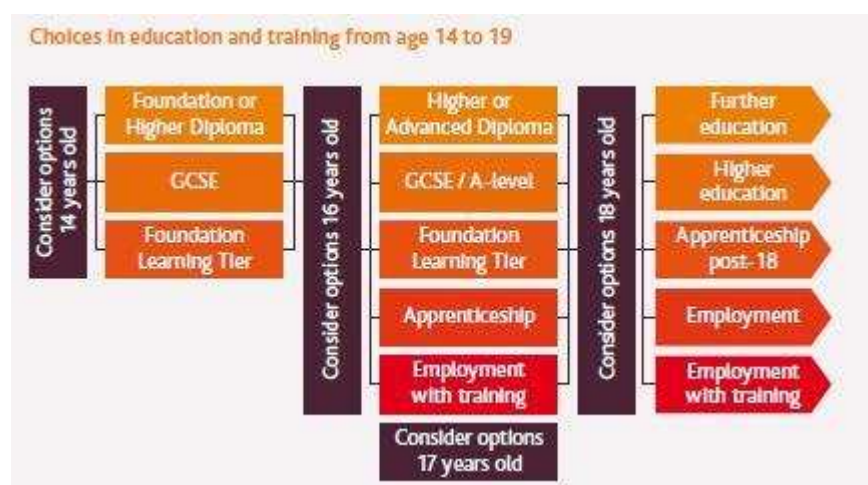 Choices in education and training from age 14 to 19
Consider options
14 years old
Foundation or
Higher Diploma
GCSE
Foundation
Learning Tier
Consider options 16 years old
Higher or
Advanced Diploma
GCSE / A-level
Foundation
Learning Tier
Apprenticeship
Employment
with training
Consider options
17 years old
Consider options 18 years old
Further
education
Higher
education
Apprenticeship
post-18
Employment
Employment
with training